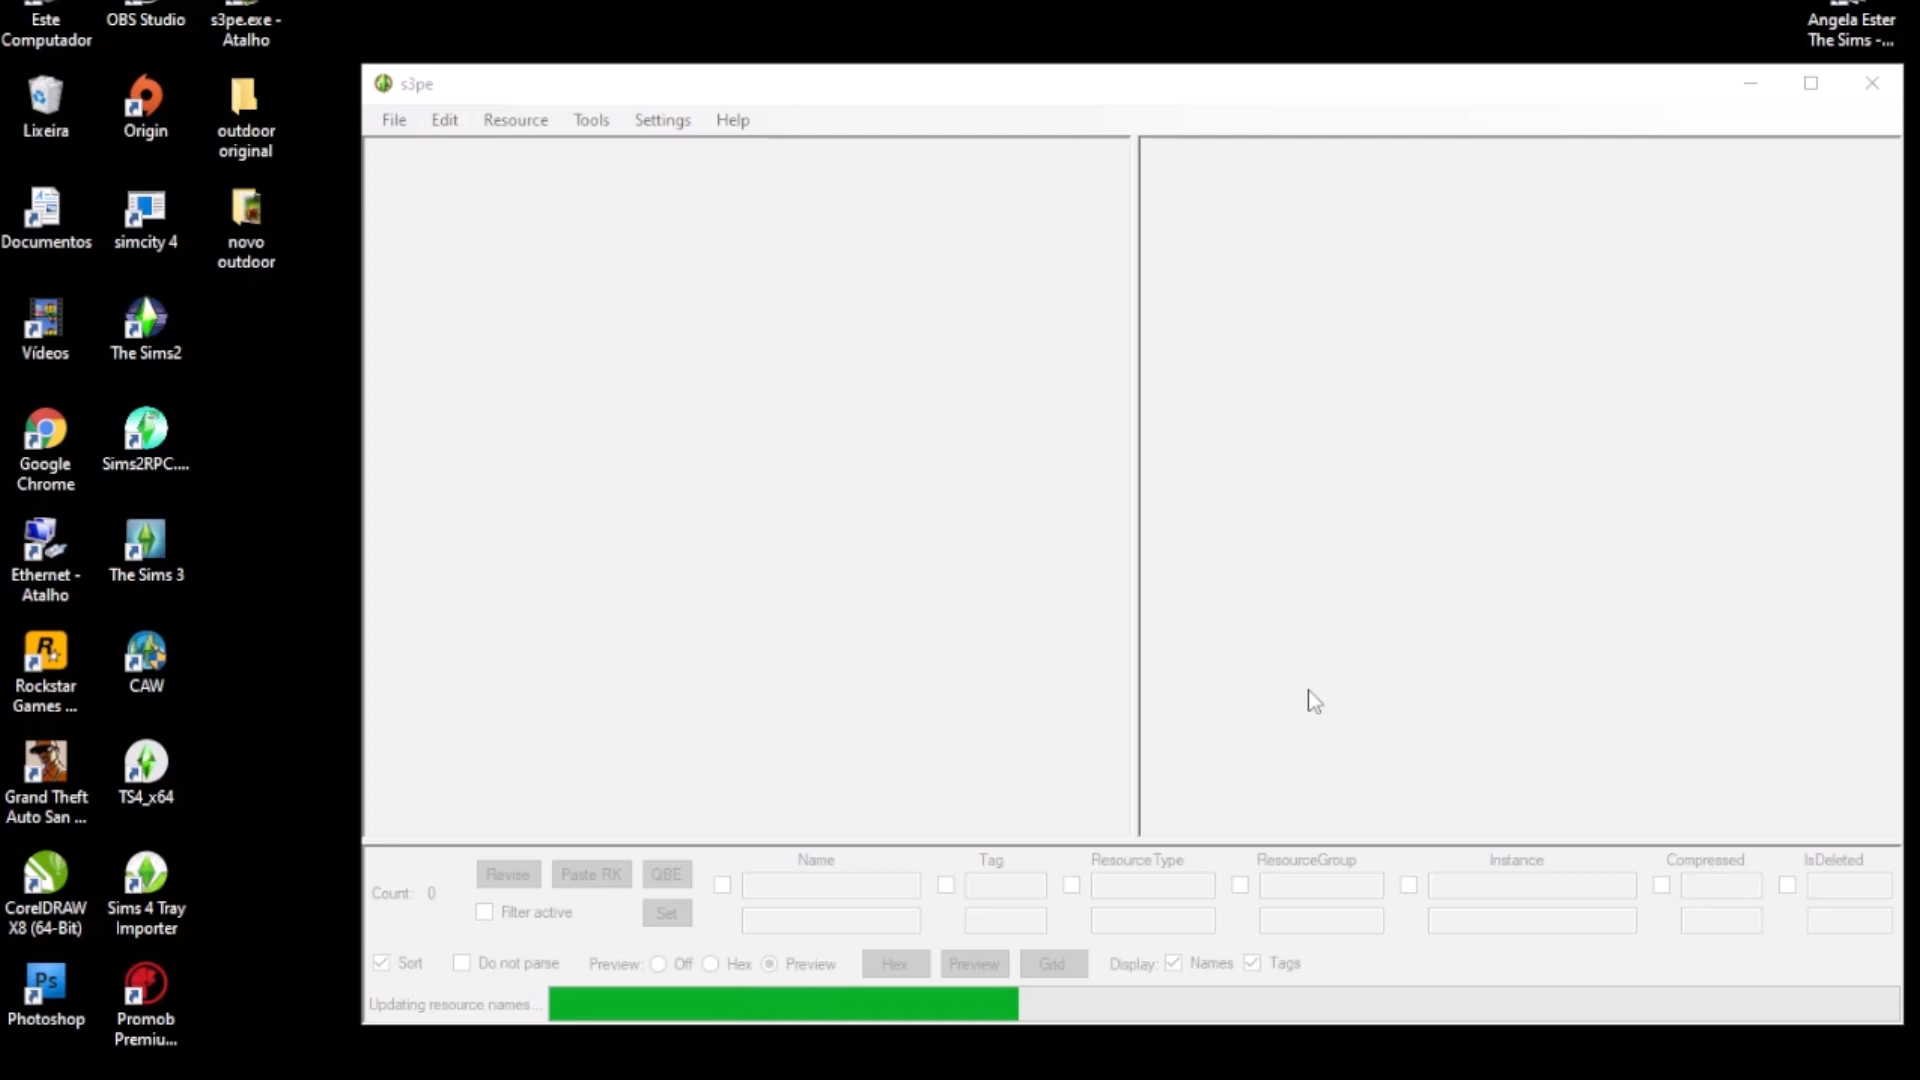 Este
Computador
OBS Studio
s3pe.exe -
Atalho
Angela Ester
The Sims -...
Lixeira
Origin
outdoor
original
Documentos
simcity 4
novo
outdoor
Vídeos
The Sims2
Google
Chrome
Sims2RPC....
Ethernet -
Atalho
The Sims 3
Rockstar
Games ...
CAW
Grand Theft
Auto San ...
TS4_x64
CorelDRAW
X8 (64-Bit)
Sims 4 Tray
Importer
Ps
Photoshop
Promob
Premiu...
s3pe
File Edit Resource Tools Settings Help
Name Tag ResourceType ResourceGroup Instance Compressed IsDeleted
Count: 0 Revise Paste RK QBE
Filter active Set
Sort Do not parse Preview: Off Hex Preview Hex Preview Grid Display: Names Tags
Updating resource names...